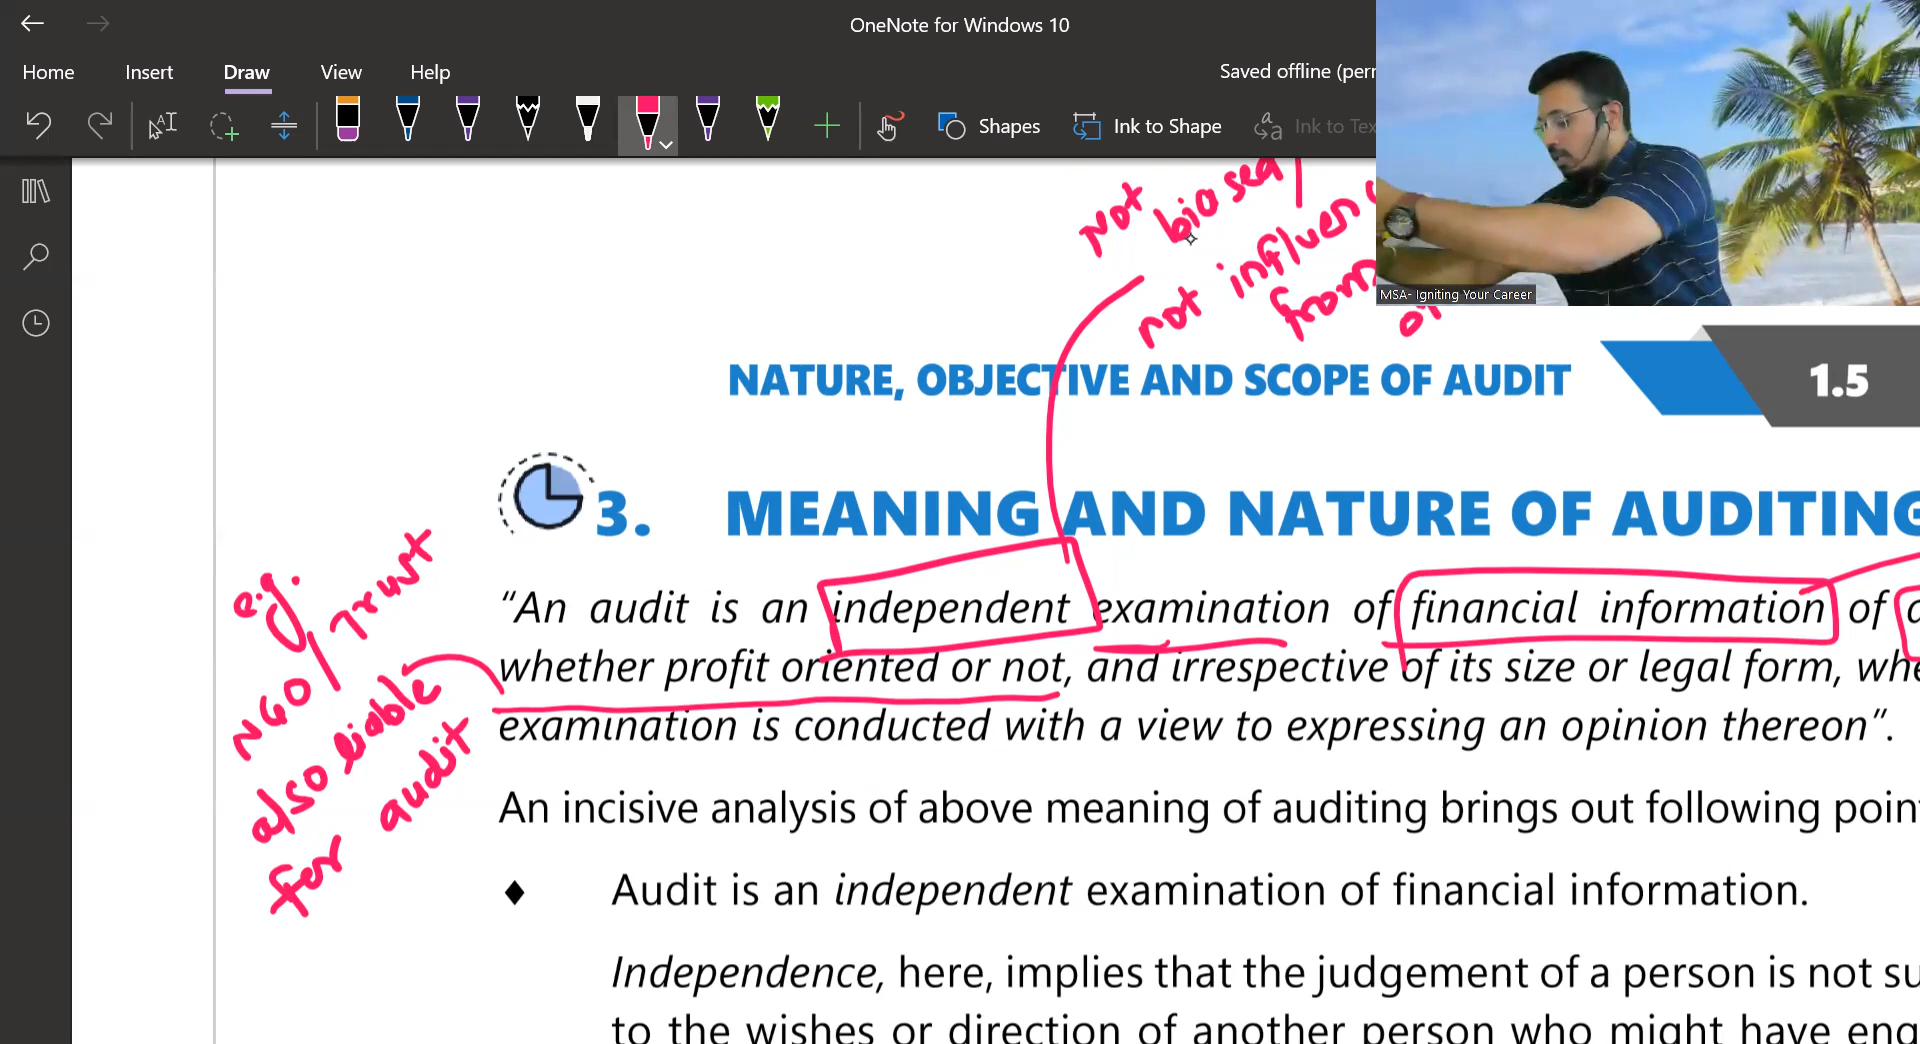 OneNote for Windows 10
Home Insert Draw View Help
Saved offline (per
Shapes Ink to Shape Ink to Tex
MSA- Igniting Your Career
Not biased
not influen
from
NATURE, OBJECTIVE AND SCOPE OF AUDIT 1.5
3. MEANING AND NATURE OF AUDITING
e.g.
NGO / Trust
also liable
for audit
“An audit is an independent examination of financial information of
whether profit oriented or not, and irrespective of its size or legal form, whe
examination is conducted with a view to expressing an opinion thereon”.
An incisive analysis of above meaning of auditing brings out following point
♦ Audit is an independent examination of financial information.
Independence, here, implies that the judgement of a person is not su
to the wishes or direction of another person who might have eng